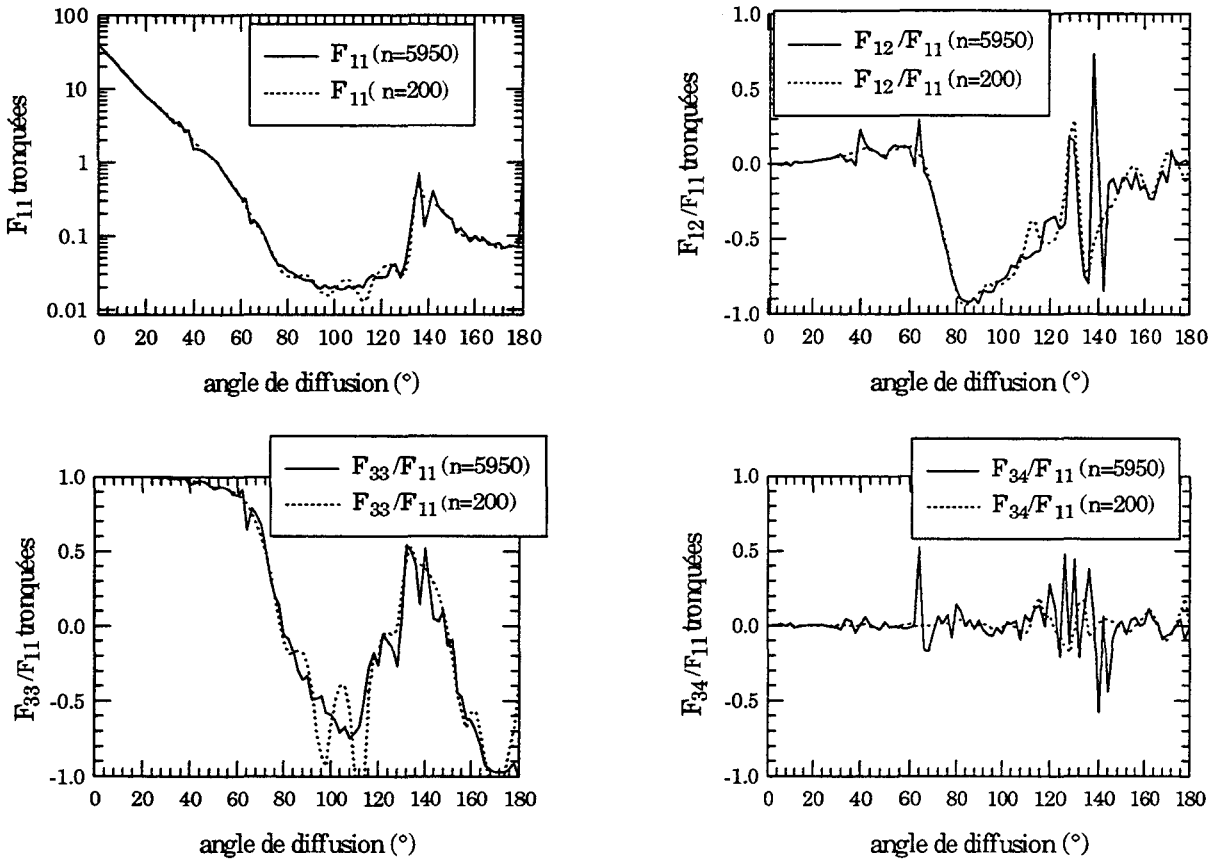 100
10
1
0.1
0.01
F11 tronquées
F11 (n=5950)
F11( n=200)
0 20 40 60 80 100 120 140 160 180
angle de diffusion (°)
1.0
0.5
0.0
-0.5
-1.0
F12/F11 tronquées
F12/F11 (n=5950)
F12/F11 (n=200)
0 20 40 60 80 100 120 140 160 180
angle de diffusion (°)
1.0
0.5
0.0
-0.5
-1.0
F33/F11 tronquées
F33/F11 (n=5950)
F33/F11 (n=200)
0 20 40 60 80 100 120 140 160 180
angle de diffusion (°)
1.0
0.5
0.0
-0.5
-1.0
F34/F11 tronquées
F34/F11 (n=5950)
F34/F11 (n=200)
0 20 40 60 80 100 120 140 160 180
angle de diffusion (°)